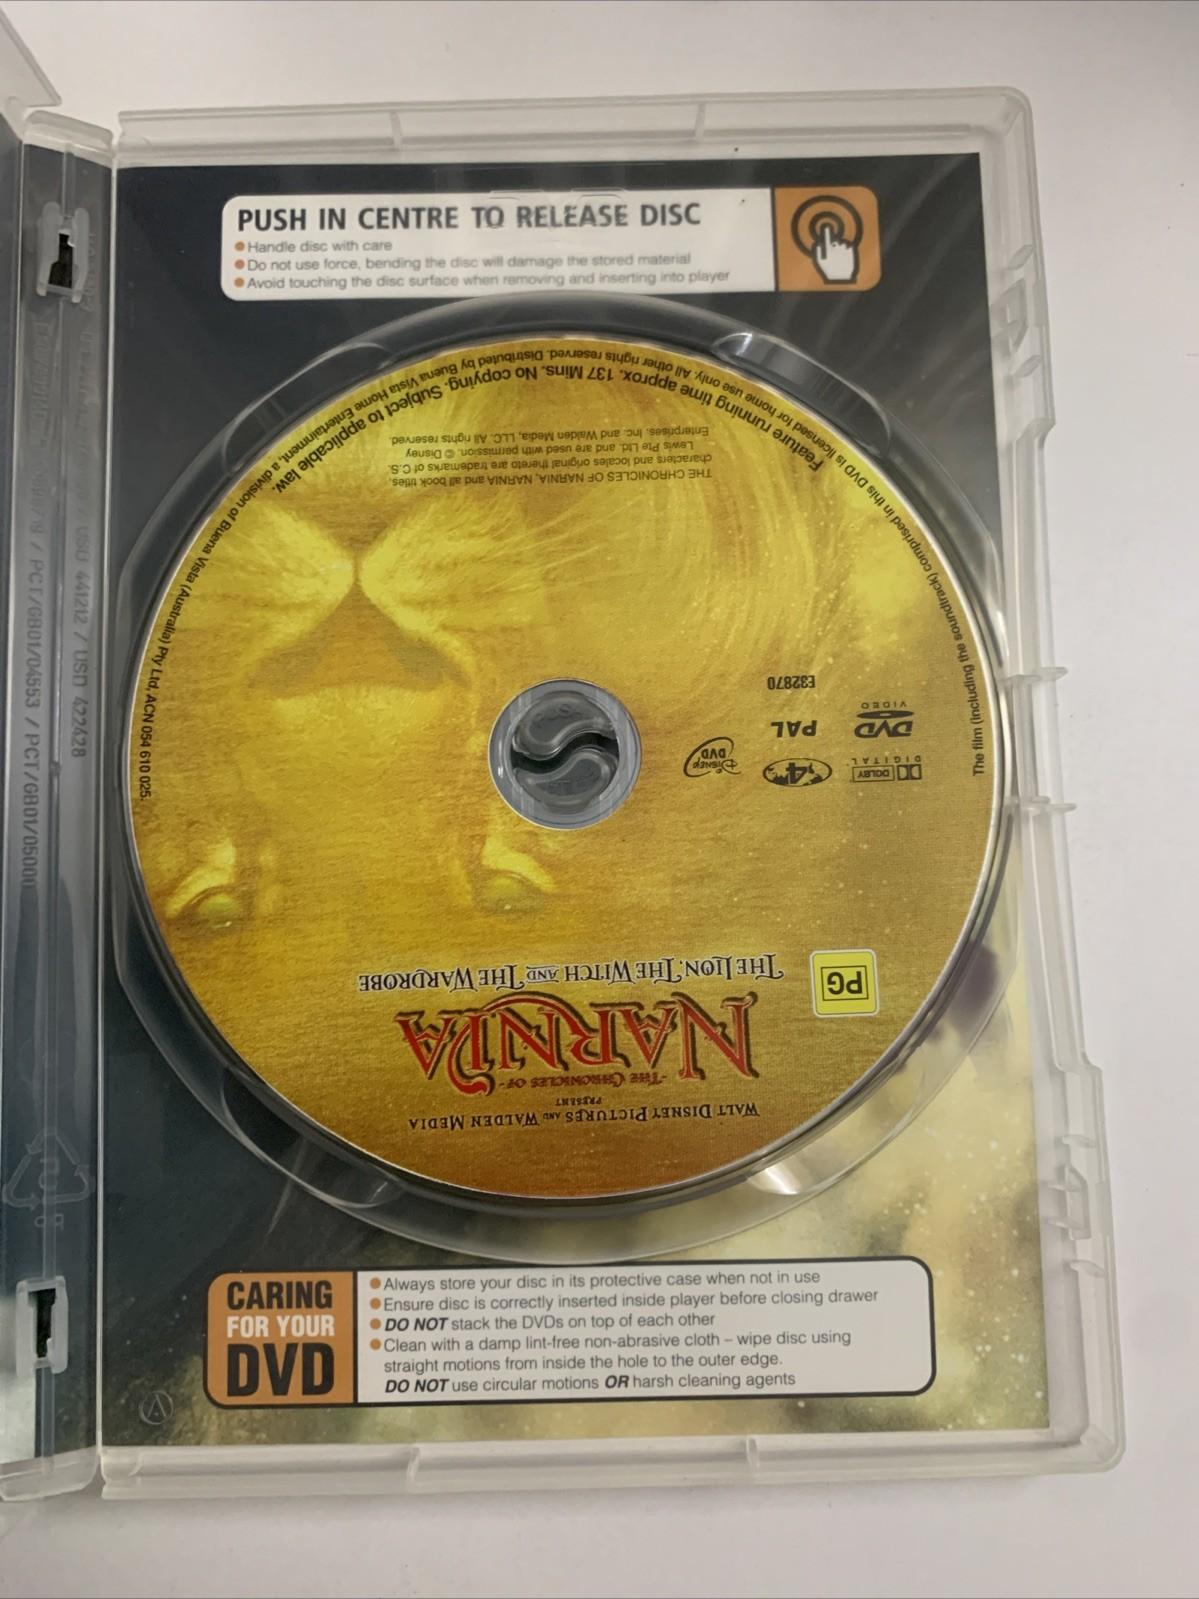 PUSH IN CENTRE TO RELEASE DISC
Handle disc with care
Do not use force, bending the disc will damage the stored material
Avoid touching the disc surface when removing and inserting into player
WALT DISNEY PICTURES AND WALDEN MEDIA
PRESENT
- THE CHRONICLES OF -
NARNIA
THE LION, THE WITCH AND THE WARDROBE
PG
DOLBY
DIGITAL
4
DISNEY
DVD
DVD
VIDEO
PAL
E32870
THE CHRONICLES OF NARNIA, NARNIA and all book titles,
characters and locales original thereto are trademarks of C.S.
Lewis Pte Ltd. and are used with permission. © Disney
Enterprises, Inc. and Walden Media, LLC. All rights reserved.
Feature running time approx. 137 Mins. No copying. Subject to applicable law.
The film (including the soundtrack) comprised in this DVD is licensed for home use only. All other rights reserved. Distributed by Buena Vista Home Entertainment, a division of Buena Vista (Australia) Pty Ltd, ACN 054 610 025.
/ USD 441212 / USD 422628
/ PCT/GB01/04553 / PCT/GB01/05000
CARING
FOR YOUR
DVD
Always store your disc in its protective case when not in use
Ensure disc is correctly inserted inside player before closing drawer
DO NOT stack the DVDs on top of each other
Clean with a damp lint-free non-abrasive cloth – wipe disc using
straight motions from inside the hole to the outer edge.
DO NOT use circular motions OR harsh cleaning agents